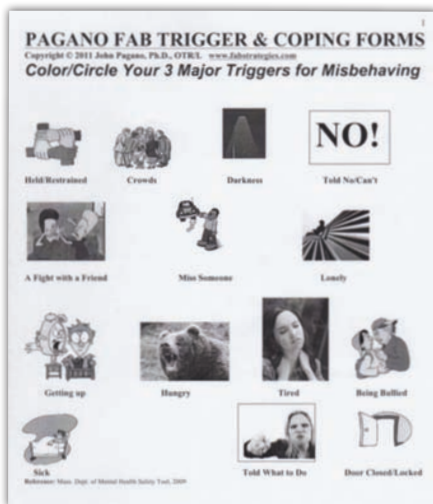 1
PAGANO FAB TRIGGER & COPING FORMS
Copyright © 2011 John Pagano, Ph.D., OTR/L www.fabstrategies.com
Color/Circle Your 3 Major Triggers for Misbehaving
NO!
Held/Restrained Crowds Darkness Told No/Can't
A Fight with a Friend Miss Someone Lonely
Getting up Hungry Tired Being Bullied
Sick Told What to Do Door Closed/Locked
Reference: Mass. Dept. of Mental Health Safety Tool, 2009